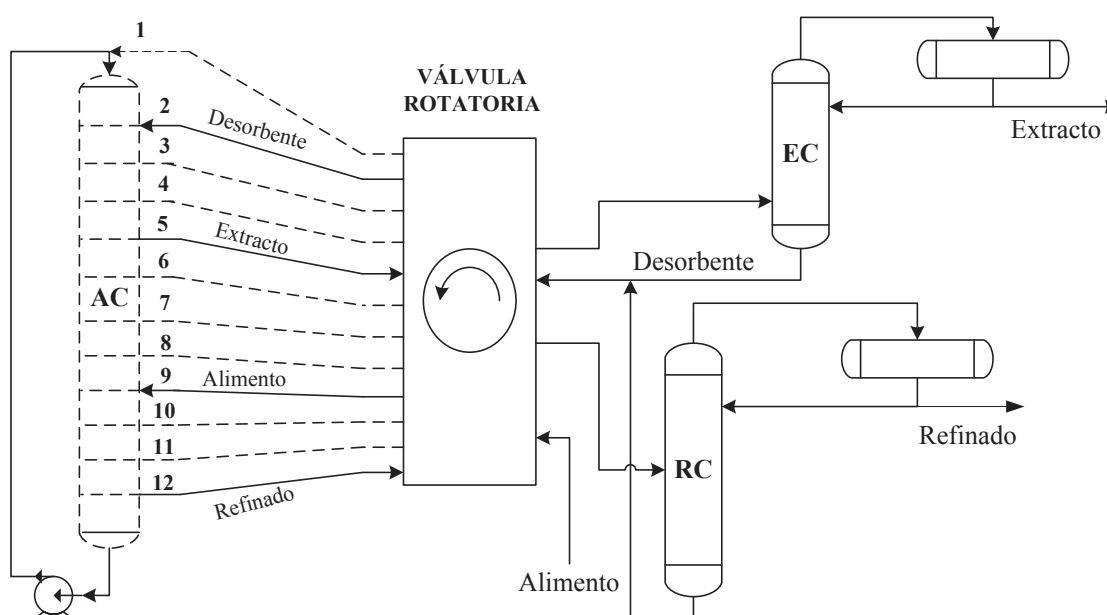 1
VÁLVULA
ROTATORIA
2
Desorbente
3
4
5
Extracto
6
AC
7
8
9
Alimento
10
11
12
Refinado
EC
Extracto
Desorbente
RC
Refinado
Alimento